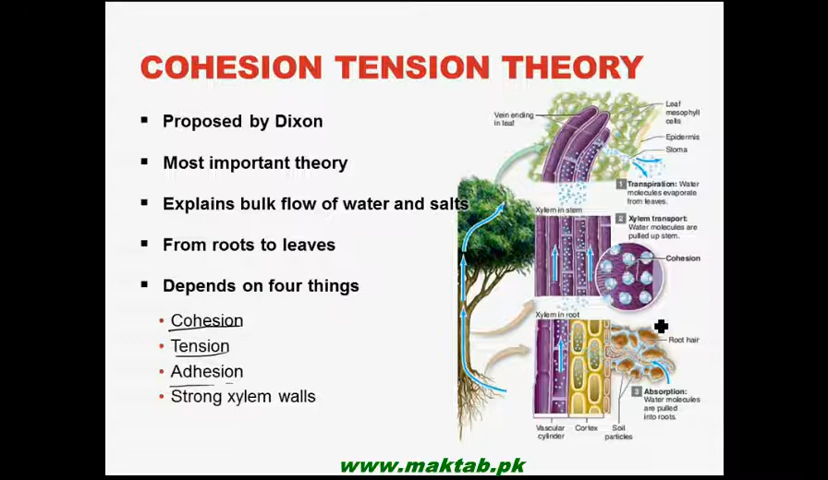 COHESION TENSION THEORY
Proposed by Dixon
Most important theory
Explains bulk flow of water and salts
From roots to leaves
Depends on four things
Cohesion
Tension
Adhesion
Strong xylem walls
Vein ending
in leaf
Leaf
mesophyll
cells
Epidermis
Stoma
1 Transpiration: Water
molecules evaporate
from leaves.
Xylem in stem
2 Xylem transport:
Water molecules are
pulled up stem.
Cohesion
Xylem in root
Root hair
3 Absorption:
Water molecules
are pulled
into roots.
Vascular
cylinder
Cortex
Soil
particles
www.maktab.pk